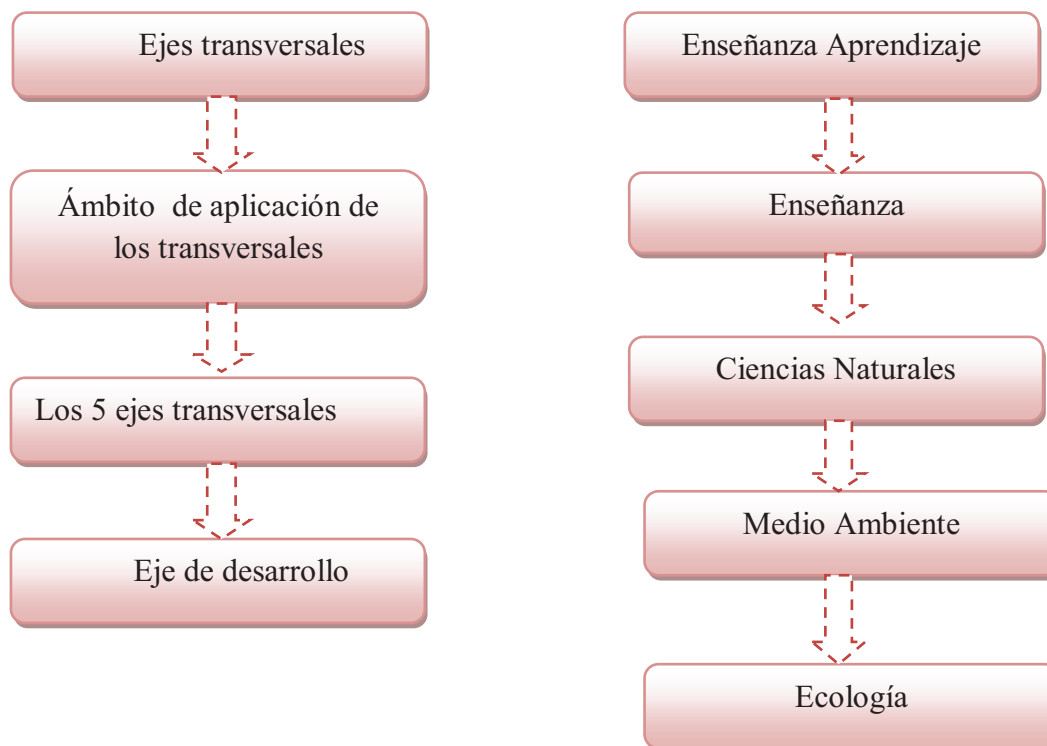 Ejes transversales
Ámbito de aplicación de
los transversales
Los 5 ejes transversales
Eje de desarrollo
Enseñanza Aprendizaje
Enseñanza
Ciencias Naturales
Medio Ambiente
Ecología